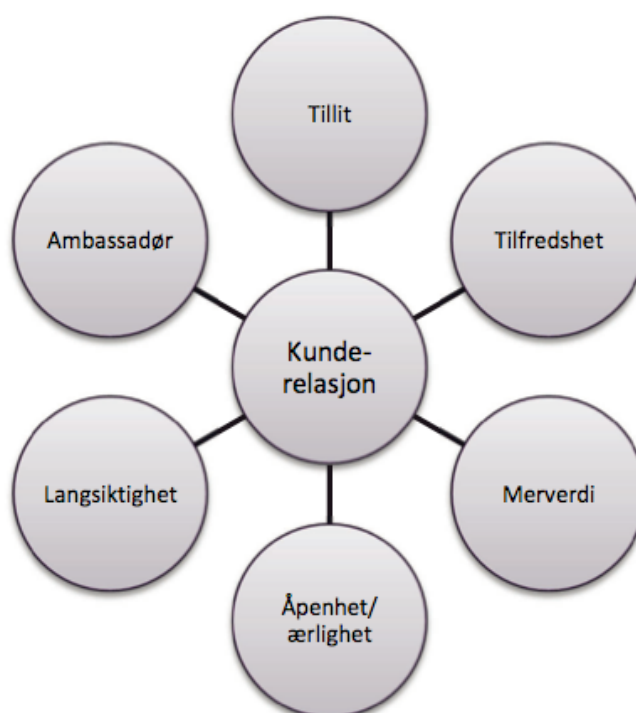 Tillit
Ambassadør
Tilfredshet
Kunde-
relasjon
Langsiktighet
Merverdi
Åpenhet/
ærlighet